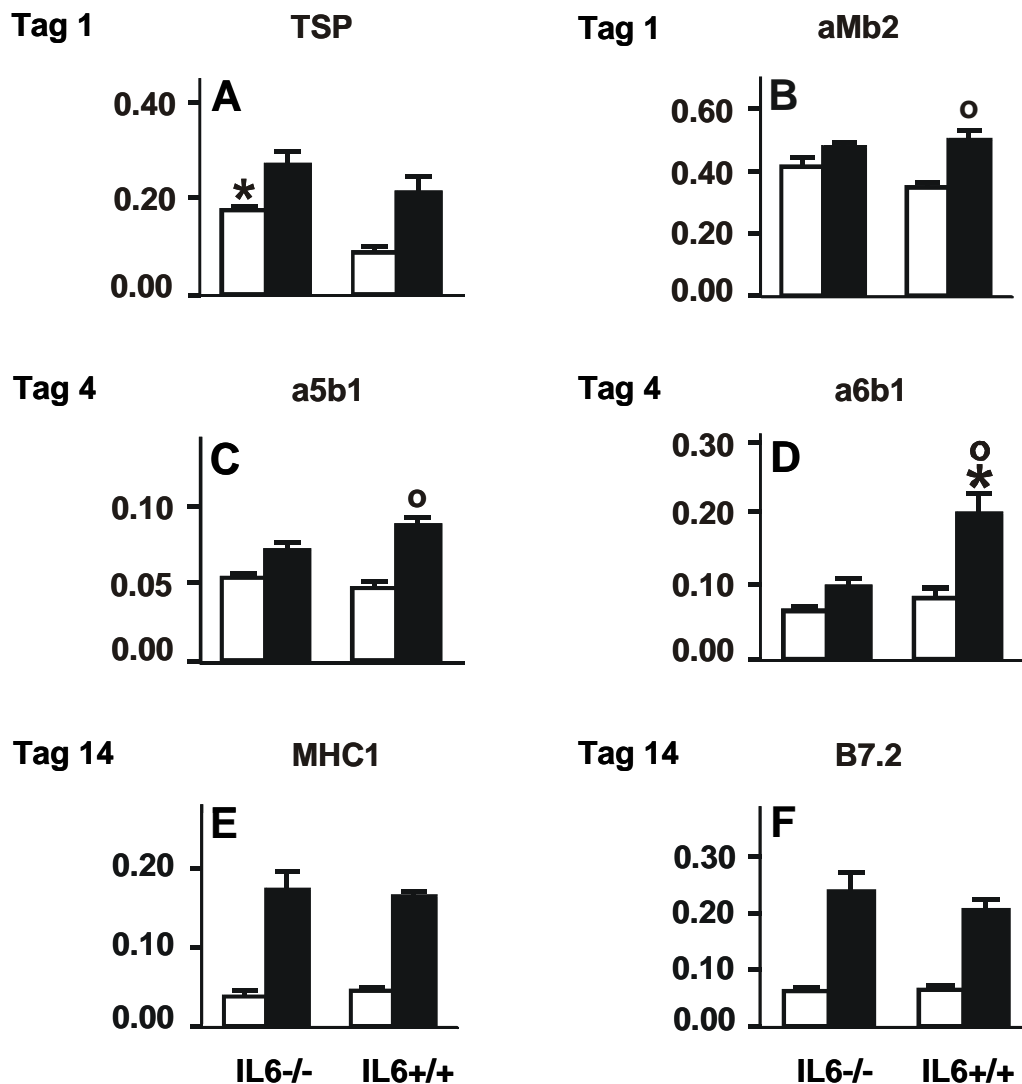 Tag 1 TSP
A
0.40
0.20
0.00
*
Tag 1 aMb2
B
0.60
0.40
0.20
0.00
o
Tag 4 a5b1
C
0.10
0.05
0.00
o
Tag 4 a6b1
D
0.30
0.20
0.10
0.00
o
*
Tag 14 MHC1
E
0.20
0.10
0.00
IL6-/- IL6+/+
Tag 14 B7.2
F
0.30
0.20
0.10
0.00
IL6-/- IL6+/+